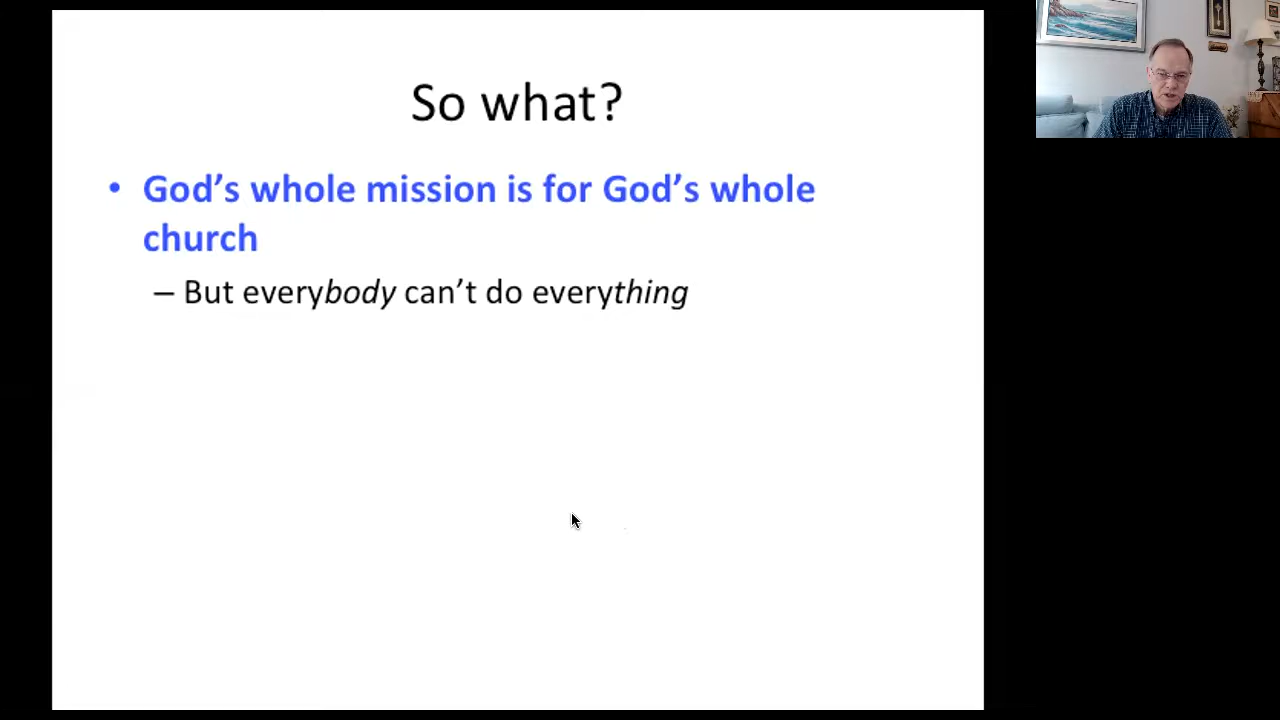 So what?
• God’s whole mission is for God’s whole
church
– But everybody can’t do everything